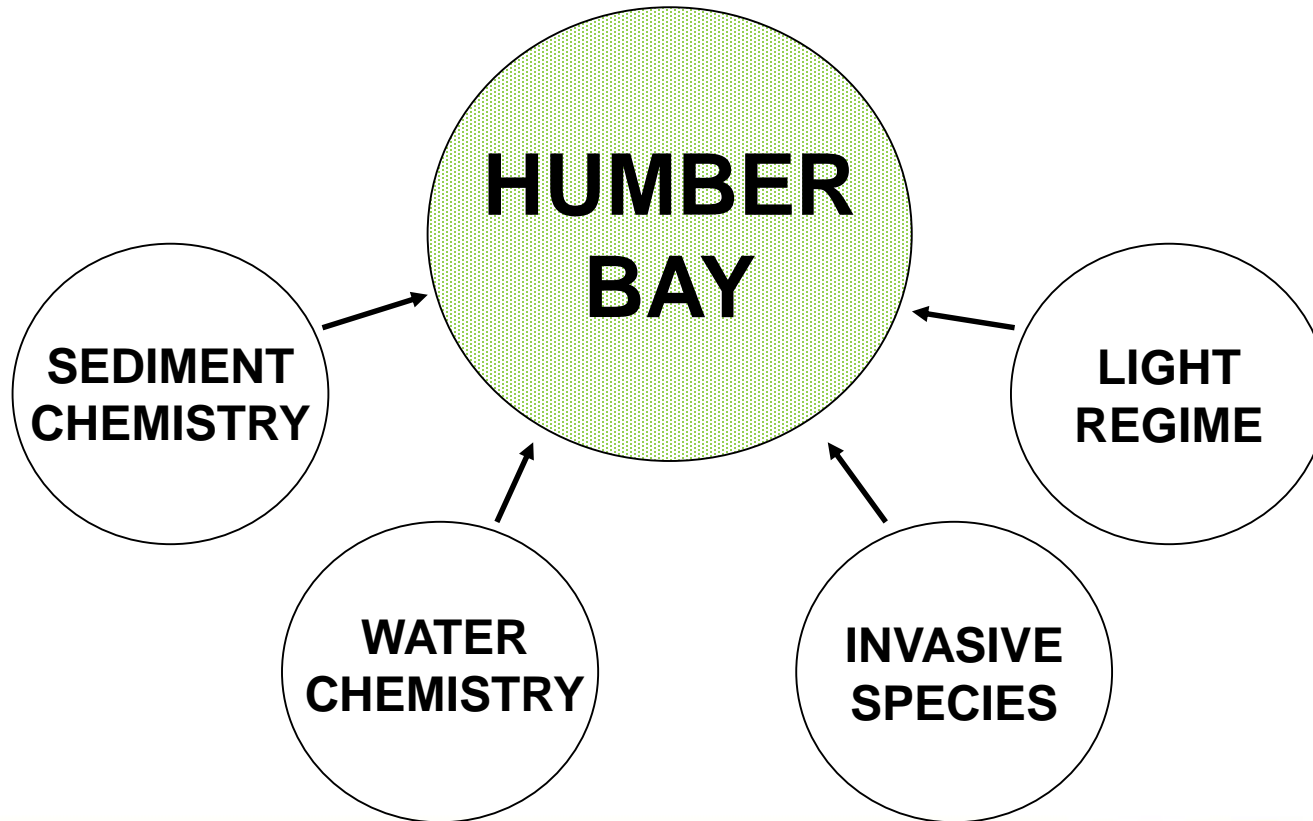 HUMBER
BAY
SEDIMENT
CHEMISTRY
LIGHT
REGIME
WATER
CHEMISTRY
INVASIVE
SPECIES